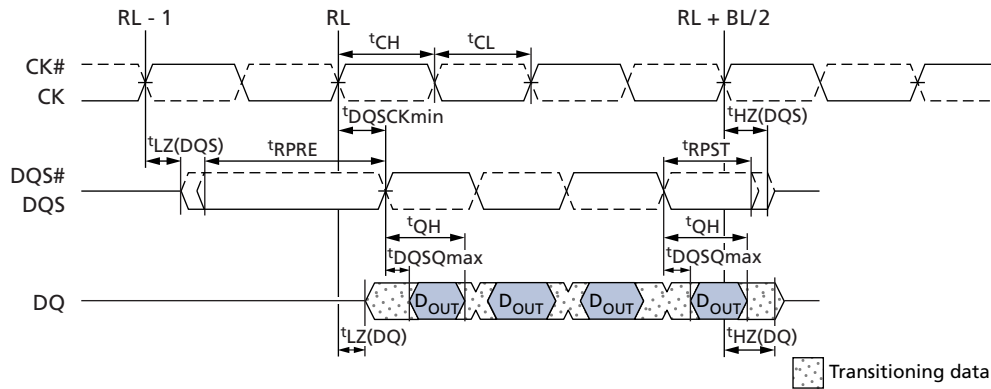 RL - 1 RL RL + BL/2
tCH tCL
CK#
CK
tDQSCKmin tHZ(DQS)
tLZ(DQS) tRPRE tRPST
DQS#
DQS
tQH tQH
tDQSQmax tDQSQmax
DQ DOUT DOUT DOUT DOUT
tLZ(DQ) tHZ(DQ)
Transitioning data